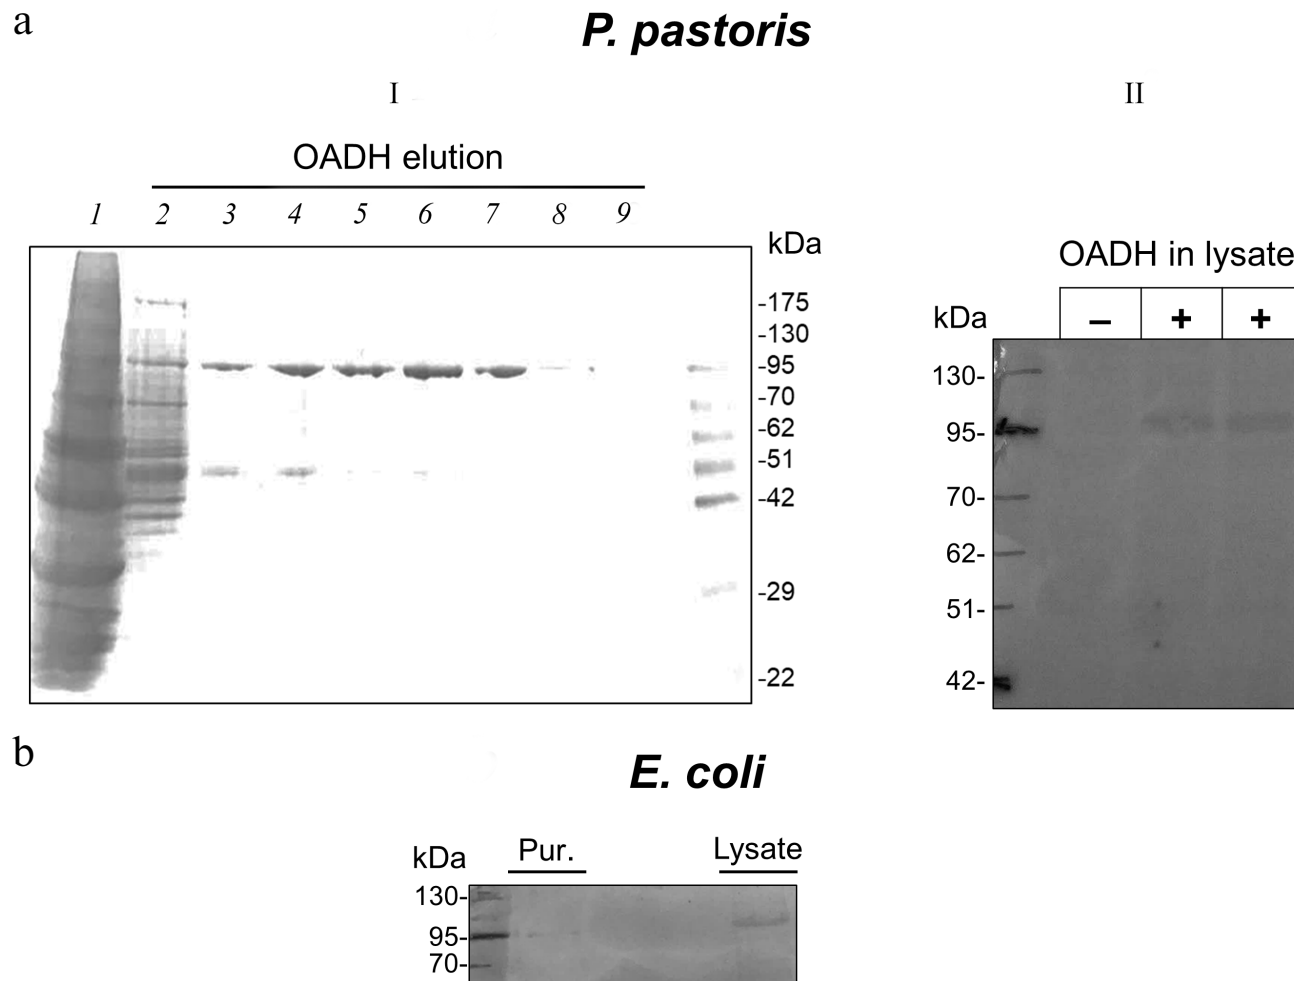 a
P. pastoris
I
II
OADH elution
1 2 3 4 5 6 7 8 9
kDa
-175
-130
-95
-70
-62
-51
-42
-29
-22
OADH in lysate
kDa – + +
130-
95-
70-
62-
51-
42-
b
E. coli
kDa Pur. Lysate
130-
95-
70-